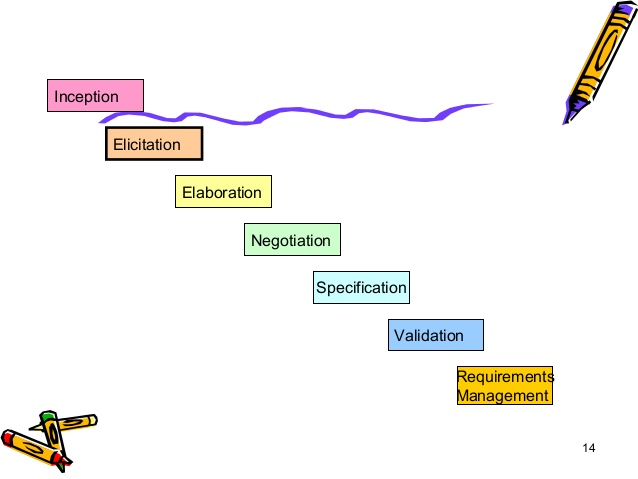 Inception
Elicitation
Elaboration
Negotiation
Specification
Validation
Requirements
Management
14